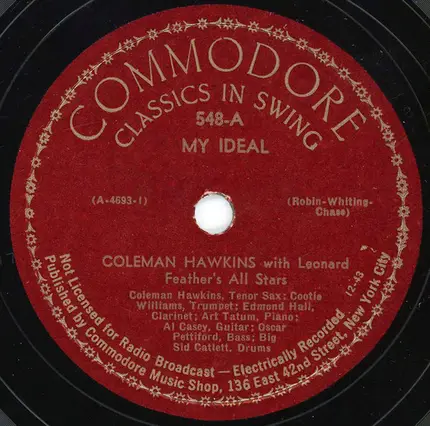 COMMODORE
CLASSICS IN SWING
548-A
MY IDEAL
(A-4693-1)
(Robin-Whiting-
Chase)
COLEMAN HAWKINS with Leonard
Feather's All Stars
Coleman Hawkins, Tenor Sax; Cootie
Williams, Trumpet; Edmond Hall,
Clarinet; Art Tatum, Piano;
Al Casey, Guitar; Oscar
Pettiford, Bass; Big
Sid Catlett, Drums
12-43
Not Licensed for Radio Broadcast — Electrically Recorded
Published by Commodore Music Shop, 136 East 42nd Street, New York City